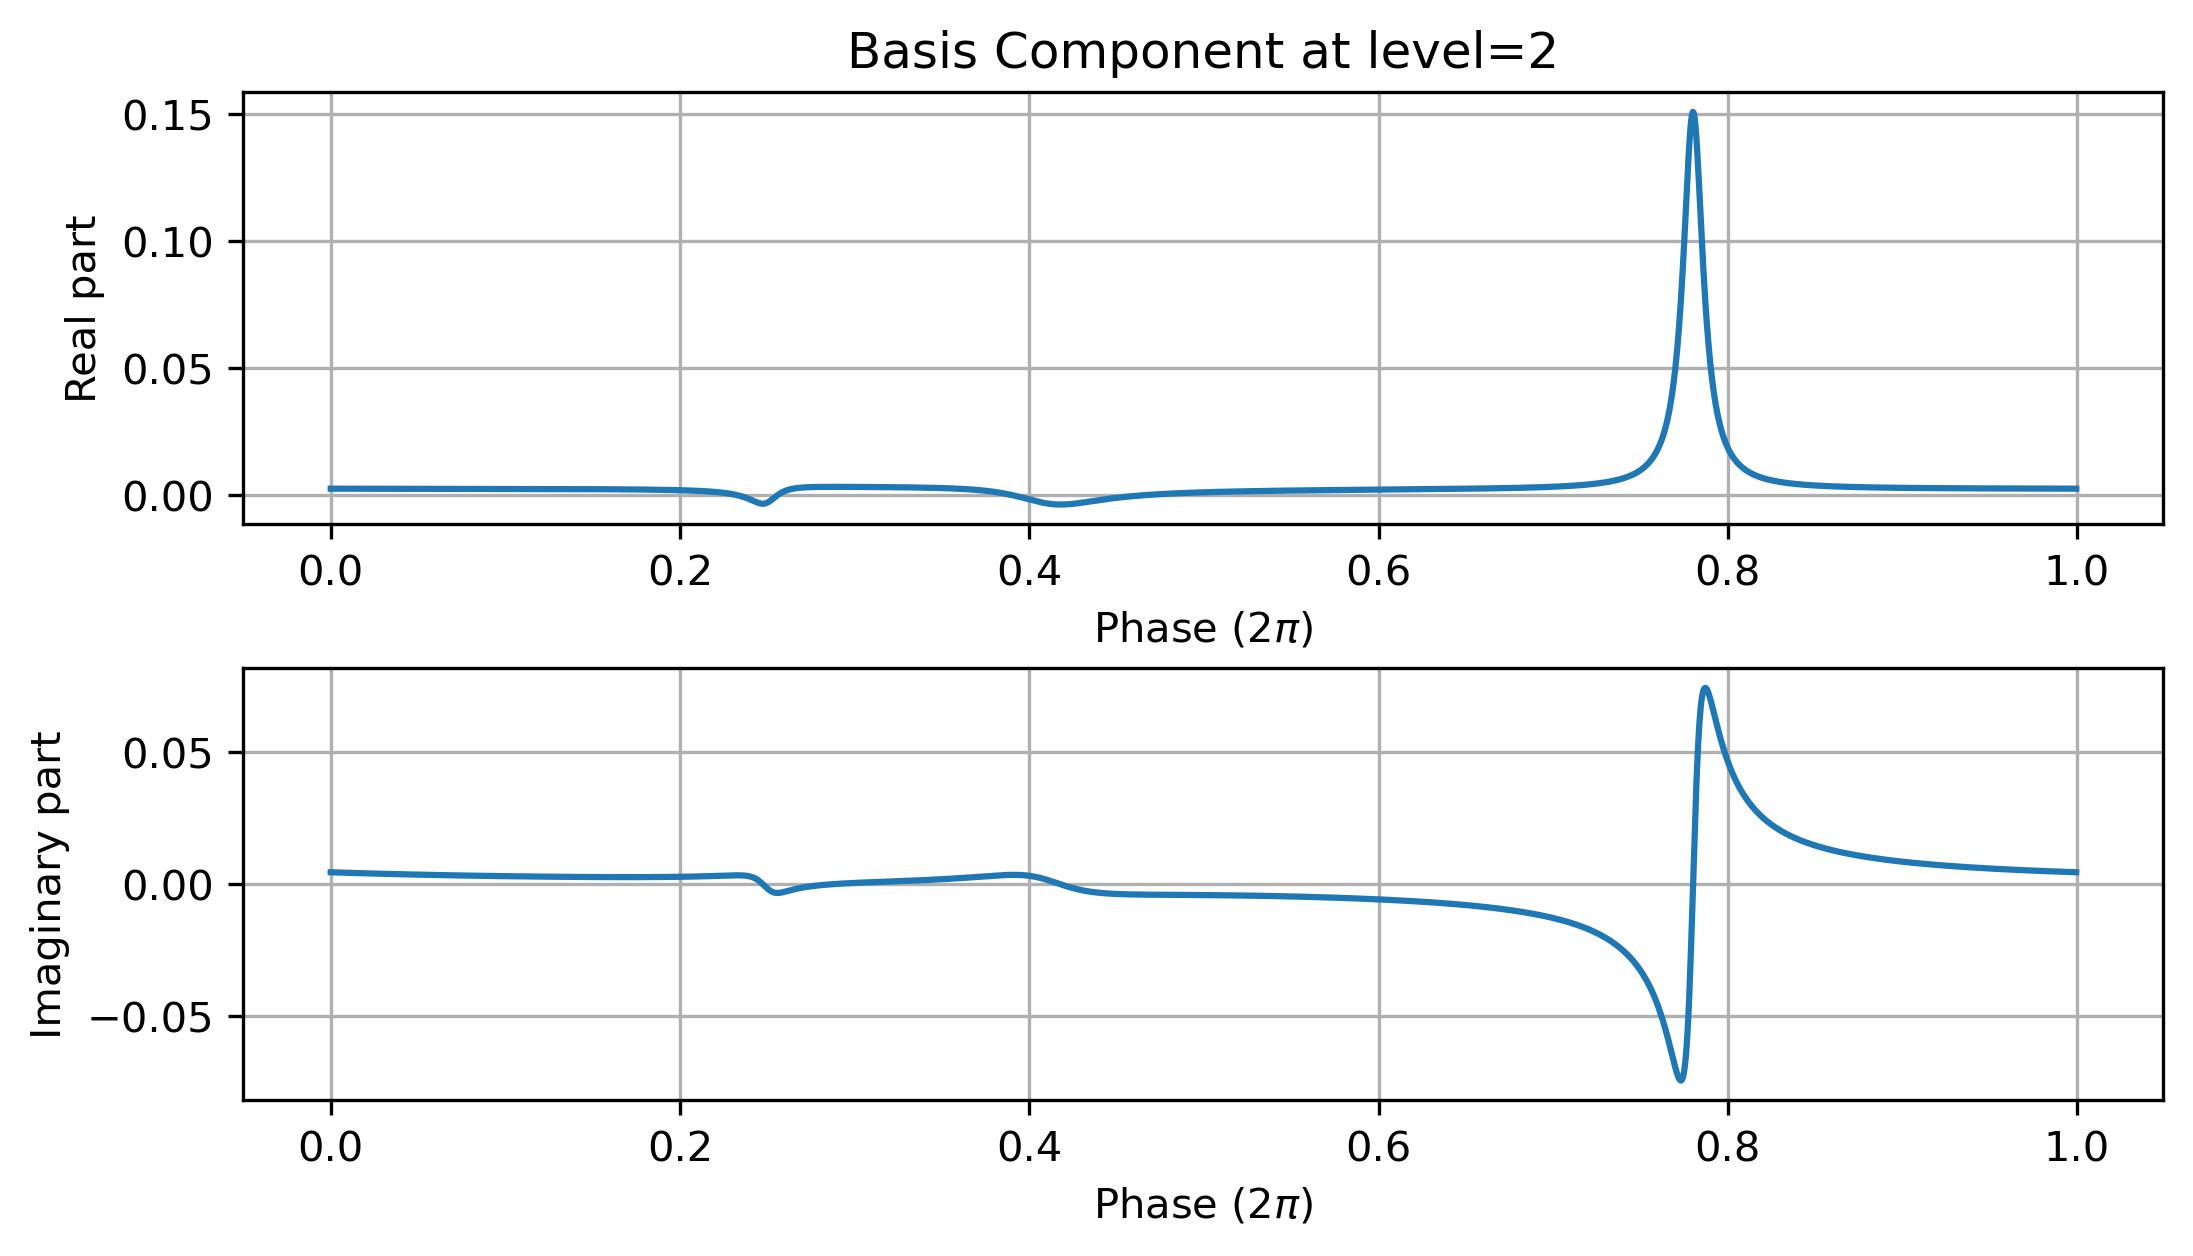 Basis Component at level=2
Real part
0.15
0.10
0.05
0.00
0.0 0.2 0.4 0.6 0.8 1.0
Phase (2π)
Imaginary part
0.05
0.00
−0.05
0.0 0.2 0.4 0.6 0.8 1.0
Phase (2π)